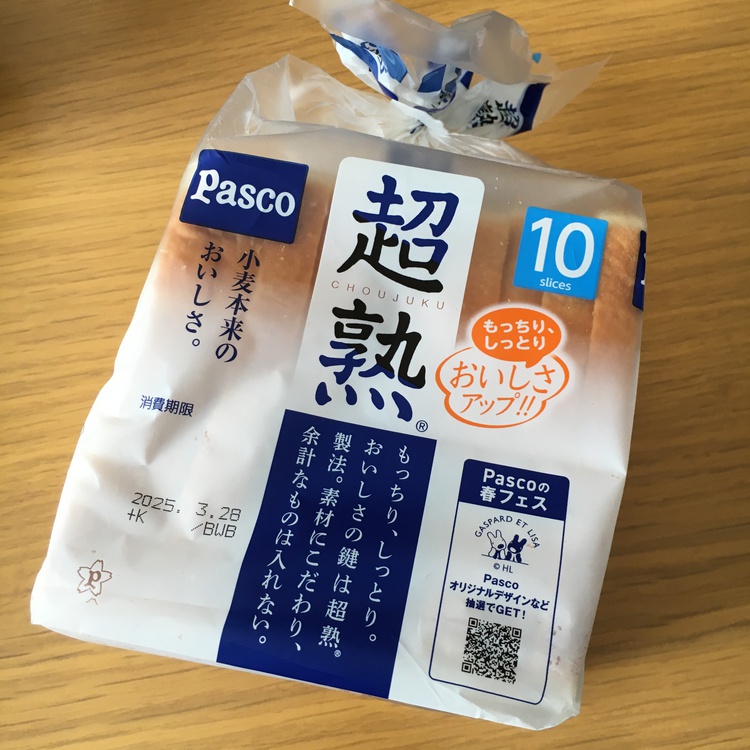 超熟
Pasco
小麦本来の
おいしさ。
超熟
CHOUJUKU
®
10
slices
もっちり、
しっとり
おいしさ
アップ!!
消費期限
2025. 3.28
+K /BWB
もっちり、しっとり。
おいしさの鍵は超熟®
製法。素材にこだわり、
余計なものは入れない。
Pascoの
春フェス
GASPARD ET LISA
© HL
Pasco
オリジナルデザインなど
抽選でGET!
P